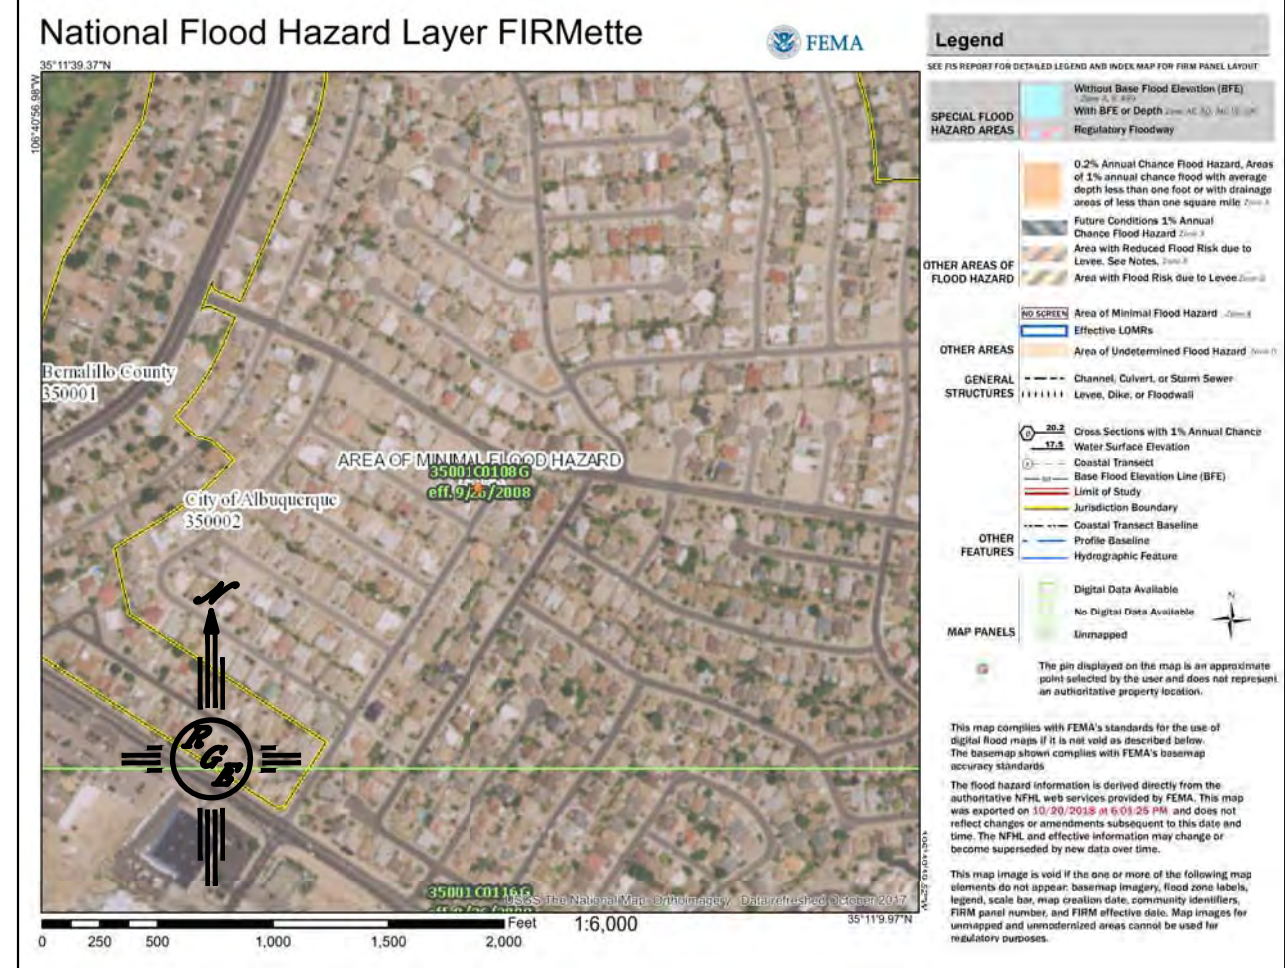 National Flood Hazard Layer FIRMette
FEMA
35°11'39.37"N
106°40'56.98"W
Bernalillo County
350001
AREA OF MINIMAL FLOOD HAZARD
35001C0108G
eff. 9/26/2008
City of Albuquerque
350002
N
RGE
35001C0116G
USGS The National Map: Orthoimagery. Data refreshed October 2017
Feet
1:6,000
35°11'9.97"N
0 250 500 1,000 1,500 2,000
Legend
SEE FIS REPORT FOR DETAILED LEGEND AND INDEX MAP FOR FIRM PANEL LAYOUT
SPECIAL FLOOD
HAZARD AREAS
Without Base Flood Elevation (BFE)
With BFE or Depth
Regulatory Floodway
0.2% Annual Chance Flood Hazard, Areas
of 1% annual chance flood with average
depth less than one foot or with drainage
areas of less than one square mile Zone X
Future Conditions 1% Annual
Chance Flood Hazard Zone X
Area with Reduced Flood Risk due to
Levee. See Notes. Zone X
Area with Flood Risk due to Levee Zone D
OTHER AREAS OF
FLOOD HAZARD
NO SCREEN Area of Minimal Flood Hazard Zone X
Effective LOMRs
OTHER AREAS
Area of Undetermined Flood Hazard Zone D
GENERAL
STRUCTURES
Channel, Culvert, or Storm Sewer
Levee, Dike, or Floodwall
20.2 Cross Sections with 1% Annual Chance
17.5 Water Surface Elevation
Coastal Transect
Base Flood Elevation Line (BFE)
Limit of Study
Jurisdiction Boundary
Coastal Transect Baseline
OTHER
FEATURES
Profile Baseline
Hydrographic Feature
Digital Data Available
No Digital Data Available
Unmapped
MAP PANELS
N
The pin displayed on the map is an approximate
point selected by the user and does not represent
an authoritative property location.
This map complies with FEMA's standards for the use of
digital flood maps if it is not void as described below.
The basemap shown complies with FEMA's basemap
accuracy standards
The flood hazard information is derived directly from the
authoritative NFHL web services provided by FEMA. This map
was exported on 10/20/2018 at 6:01:25 PM and does not
reflect changes or amendments subsequent to this date and
time. The NFHL and effective information may change or
become superseded by new data over time.
This map image is void if the one or more of the following map
elements do not appear: basemap imagery, flood zone labels,
legend, scale bar, map creation date, community identifiers,
FIRM panel number, and FIRM effective date. Map images for
unmapped and unmodernized areas cannot be used for
regulatory purposes.